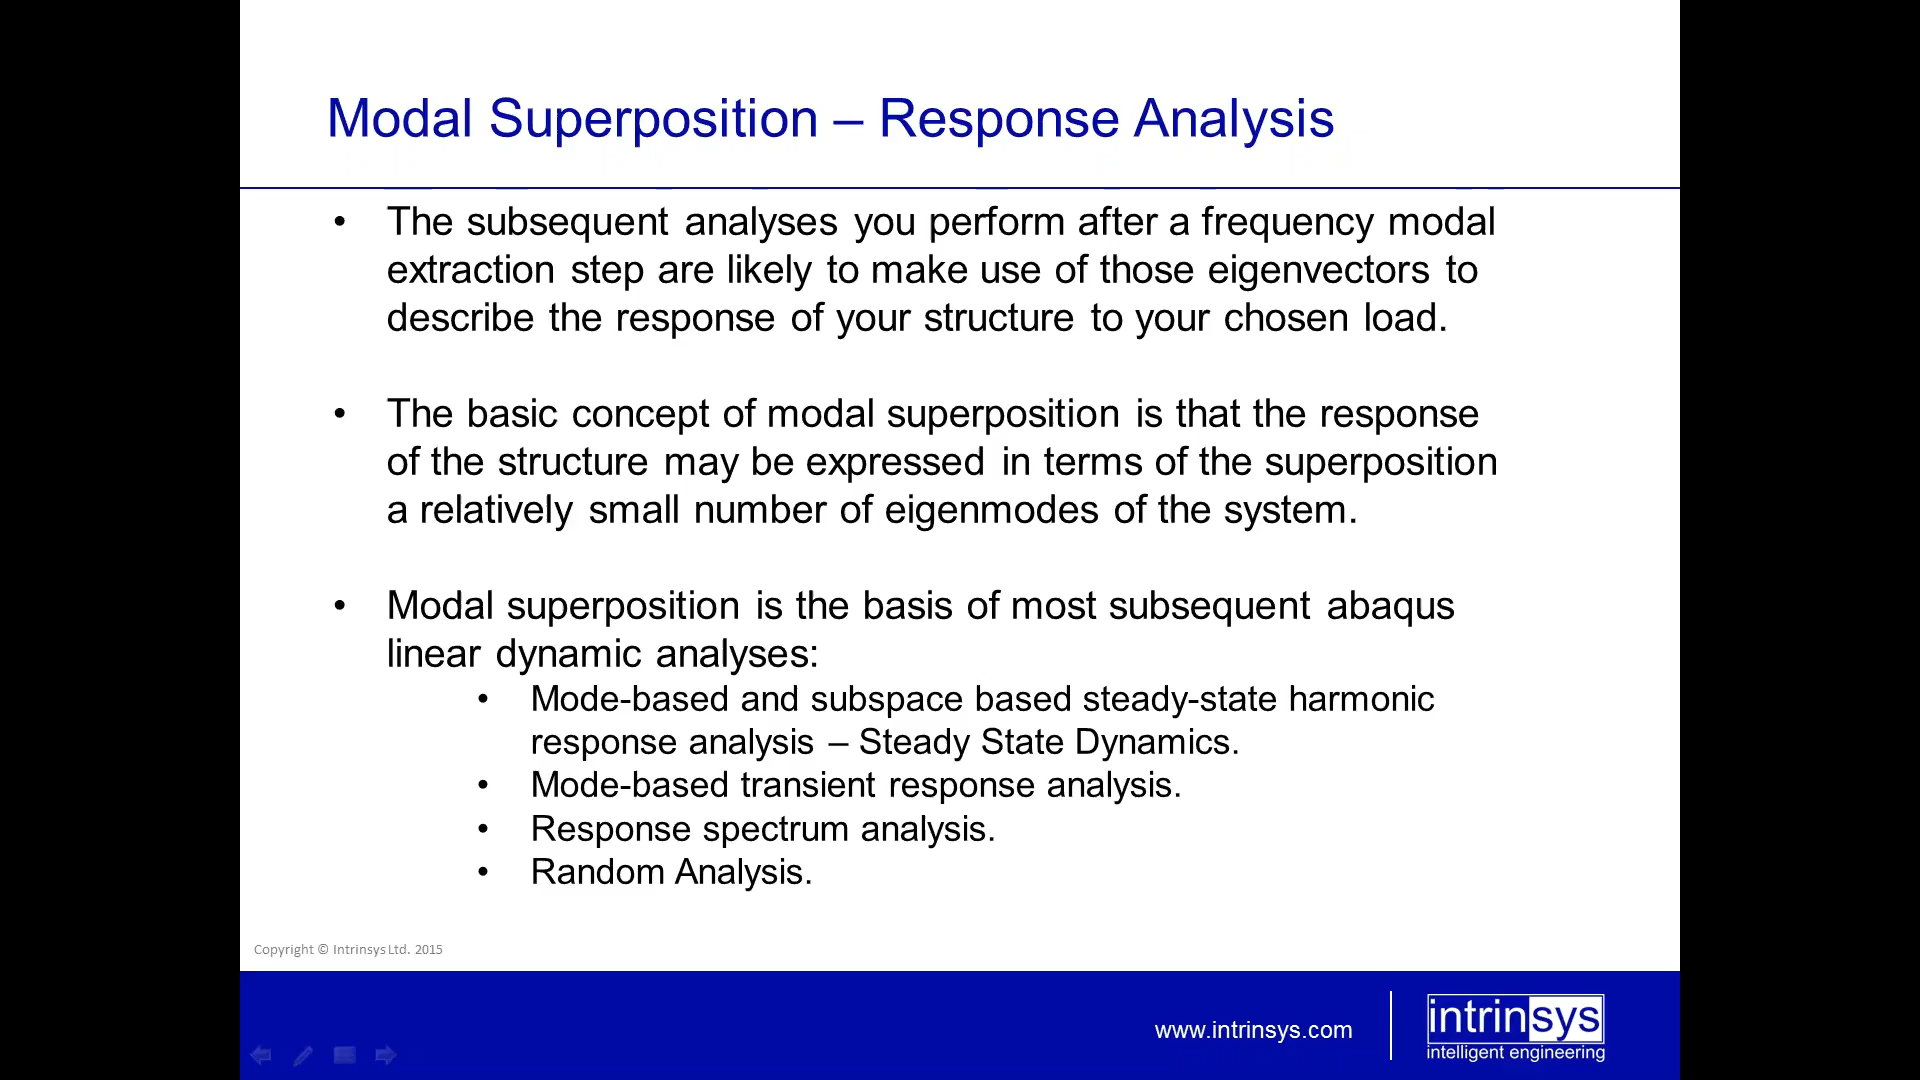 Modal Superposition – Response Analysis
• The subsequent analyses you perform after a frequency modal
extraction step are likely to make use of those eigenvectors to
describe the response of your structure to your chosen load.
• The basic concept of modal superposition is that the response
of the structure may be expressed in terms of the superposition
a relatively small number of eigenmodes of the system.
• Modal superposition is the basis of most subsequent abaqus
linear dynamic analyses:
• Mode-based and subspace based steady-state harmonic
response analysis – Steady State Dynamics.
• Mode-based transient response analysis.
• Response spectrum analysis.
• Random Analysis.
Copyright © Intrinsys Ltd. 2015
www.intrinsys.com
intrinsys
intelligent engineering